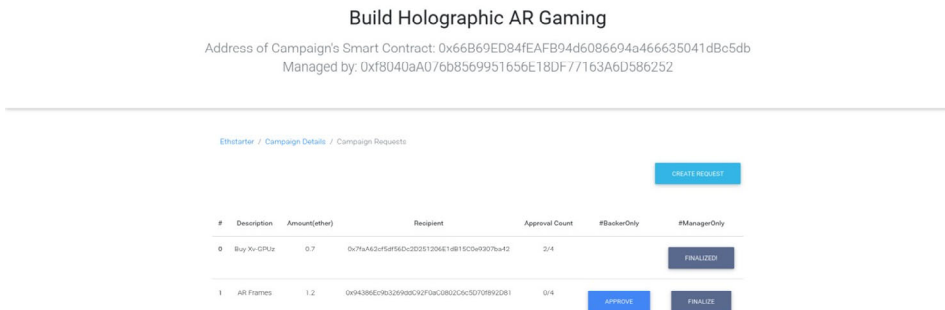 Build Holographic AR Gaming
Address of Campaign's Smart Contract: 0x66B69ED84fEAFB94d6086694a466635041dBc5db
Managed by: 0xf8040aA076b8569951656E18DF77163A6D586252
Ethstarter / Campaign Details / Campaign Requests
CREATE REQUEST
# Description Amount(ether) Recipient Approval Count #BackerOnly #ManagerOnly
0 Buy Xv-GPUz 0.7 0x7faA62cf5df56Dc2D251206E1dB15C0e9307ba42 2/4 FINALIZED!
1 AR Frames 1.2 0x94386Ec9b3269ddC92F0aC0802C6c5D70f892D81 0/4 APPROVE FINALIZE